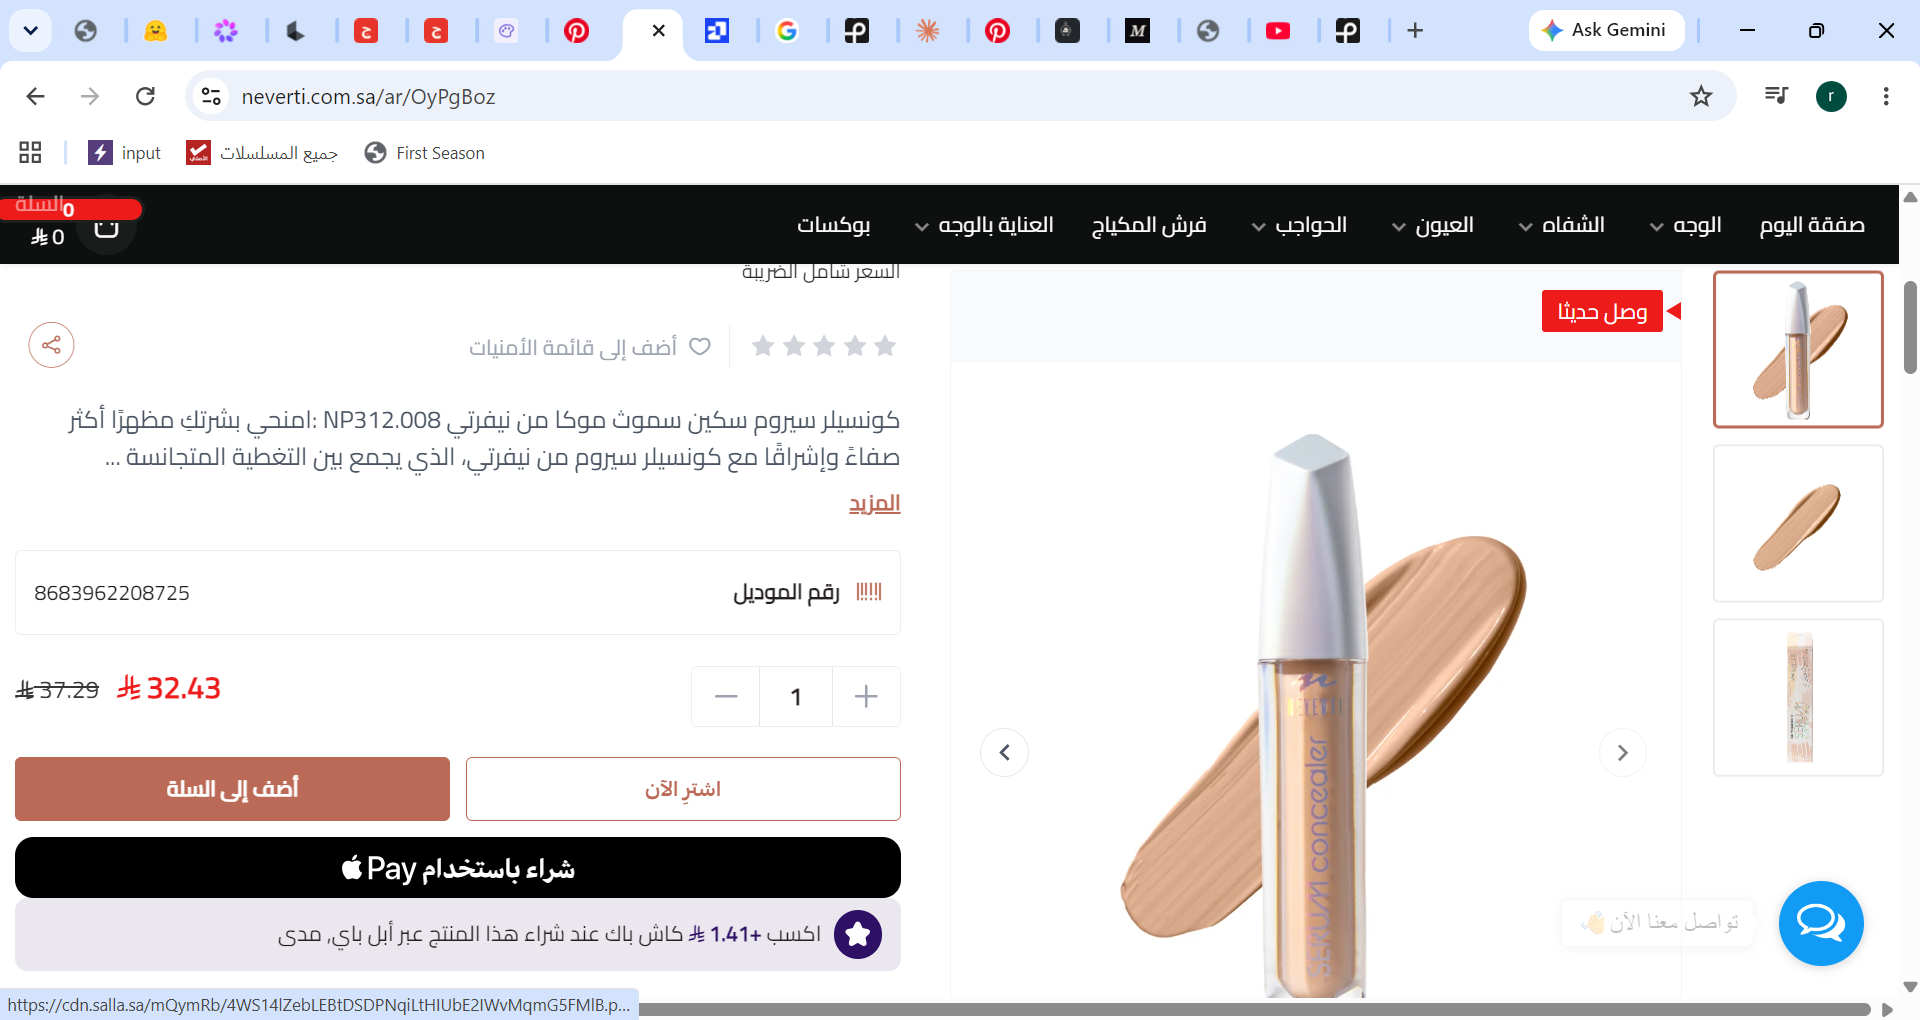 Ask Gemini
neverti.com.sa/ar/OyPgBoz
r
input
جميع المسلسلات
First Season
صفقة اليوم
الوجه
الشفاه
العيون
الحواجب
فرش المكياج
العناية بالوجه
بوكسات
السلة
0
0
السعر شامل الضريبة
وصل حديثا
أضف إلى قائمة الأمنيات
كونسيلر سيروم سكين سموث موكا من نيفرتي NP312.008 :امنحي بشرتكِ مظهرًا أكثر
صفاءً وإشراقًا مع كونسيلر سيروم من نيفرتي، الذي يجمع بين التغطية المتجانسة ...
المزيد
رقم الموديل
8683962208725
37.29
32.43
1
اشترِ الآن
أضف إلى السلة
شراء باستخدام Pay
اكسب +1.41 كاش باك عند شراء هذا المنتج عبر أبل باي, مدى
NEVERTI
SERUM concealer
تواصل معنا الآن 👋
https://cdn.salla.sa/mQymRb/4WS14lZebLEBtDSDPNqiLtHIUbE2IWvMqmG5FMlB.p...